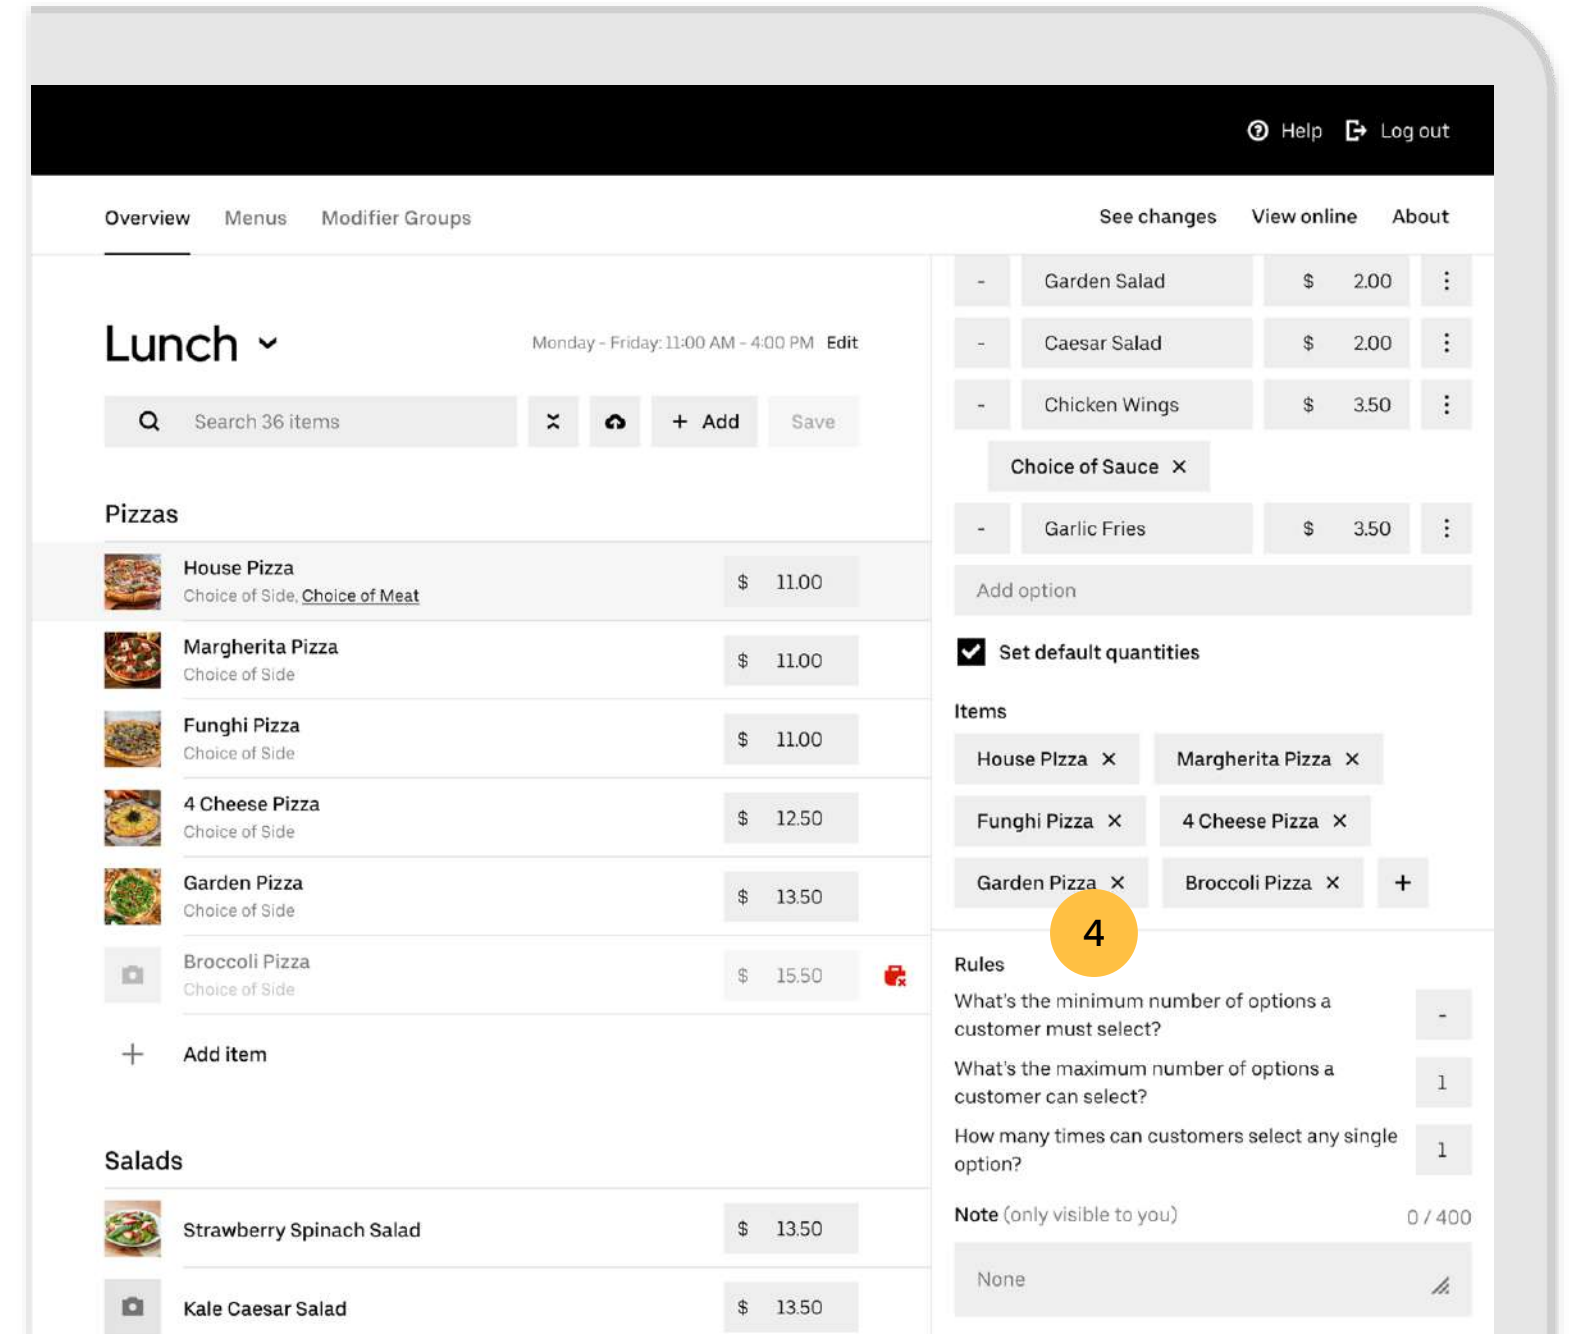 Help Log out
Overview Menus Modifier Groups
See changes View online About
Lunch
Monday - Friday: 11:00 AM - 4:00 PM Edit
Search 36 items
+ Add Save
Pizzas
House Pizza
Choice of Side, Choice of Meat
$ 11.00
Margherita Pizza
Choice of Side
$ 11.00
Funghi Pizza
Choice of Side
$ 11.00
4 Cheese Pizza
Choice of Side
$ 12.50
Garden Pizza
Choice of Side
$ 13.50
Broccoli Pizza
Choice of Side
$ 15.50
+ Add item
Salads
Strawberry Spinach Salad
$ 13.50
Kale Caesar Salad
$ 13.50
- Garden Salad $ 2.00
- Caesar Salad $ 2.00
- Chicken Wings $ 3.50
Choice of Sauce ×
- Garlic Fries $ 3.50
Add option
Set default quantities
Items
House PIzza × Margherita Pizza ×
Funghi Pizza × 4 Cheese Pizza ×
Garden Pizza × Broccoli Pizza × +
4
Rules
What's the minimum number of options a
customer must select?
-
What's the maximum number of options a
customer can select?
1
How many times can customers select any single
option?
1
Note (only visible to you) 0 / 400
None